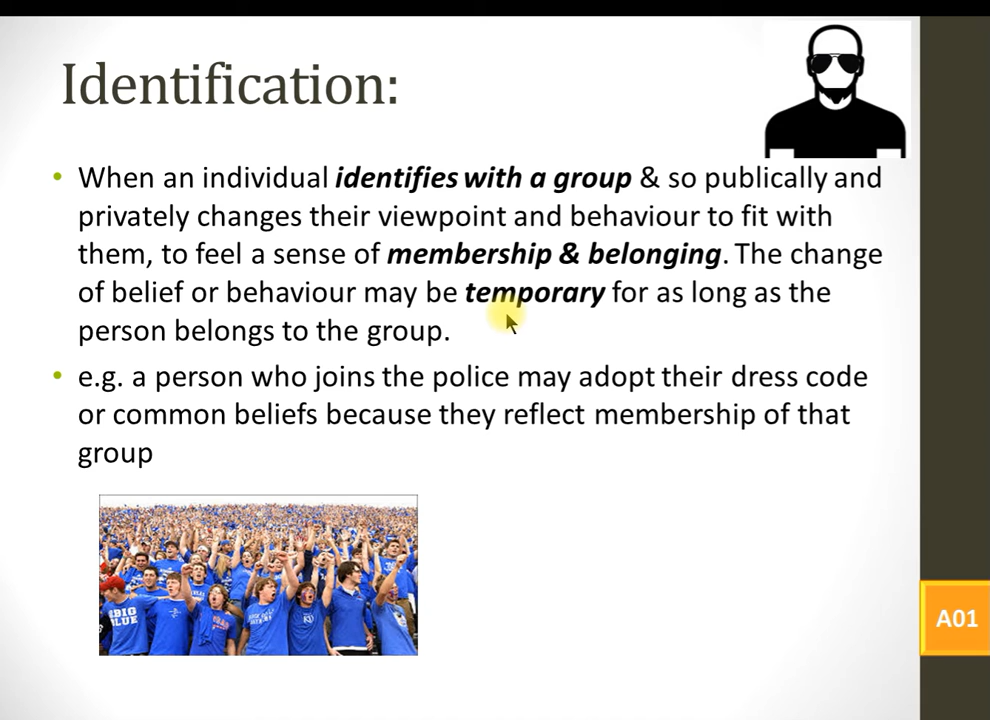 Identification:
When an individual identifies with a group & so publically and
privately changes their viewpoint and behaviour to fit with
them, to feel a sense of membership & belonging. The change
of belief or behaviour may be temporary for as long as the
person belongs to the group.
e.g. a person who joins the police may adopt their dress code
or common beliefs because they reflect membership of that
group
BIG
BLUE
A01